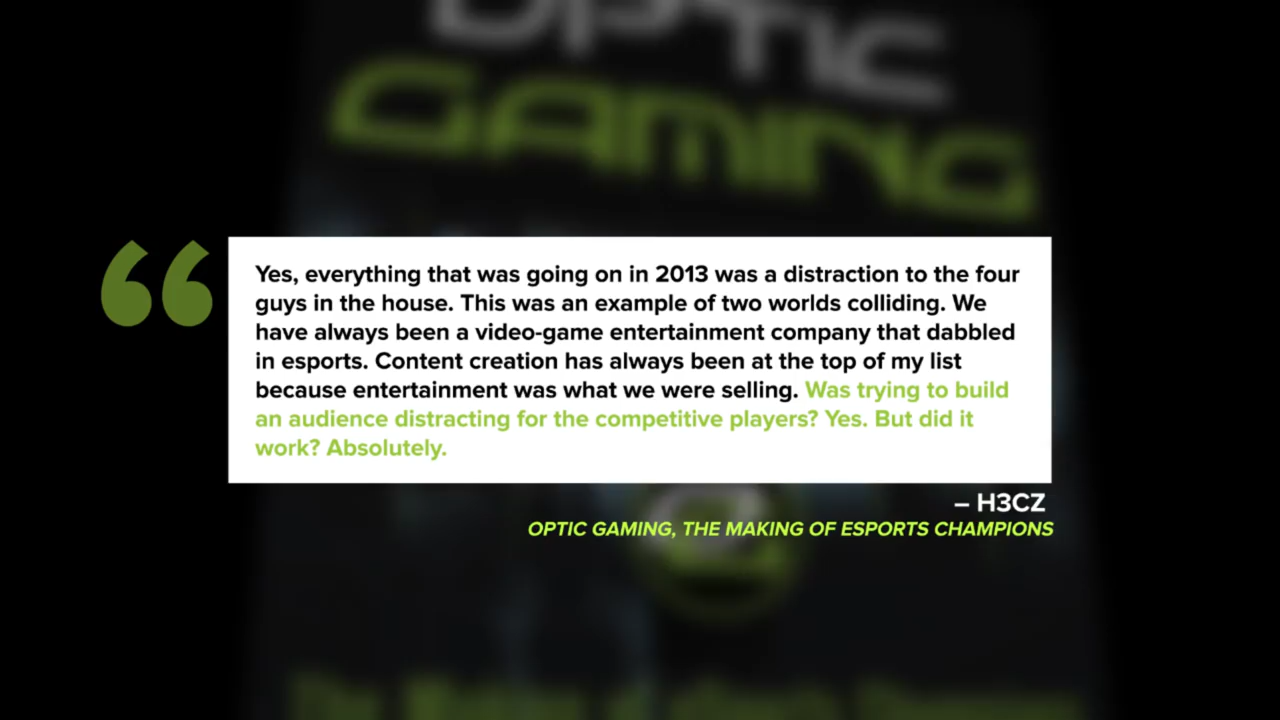 OPTIC
GAMING
“
Yes, everything that was going on in 2013 was a distraction to the four
guys in the house. This was an example of two worlds colliding. We
have always been a video-game entertainment company that dabbled
in esports. Content creation has always been at the top of my list
because entertainment was what we were selling. Was trying to build
an audience distracting for the competitive players? Yes. But did it
work? Absolutely.
– H3CZ
OPTIC GAMING, THE MAKING OF ESPORTS CHAMPIONS